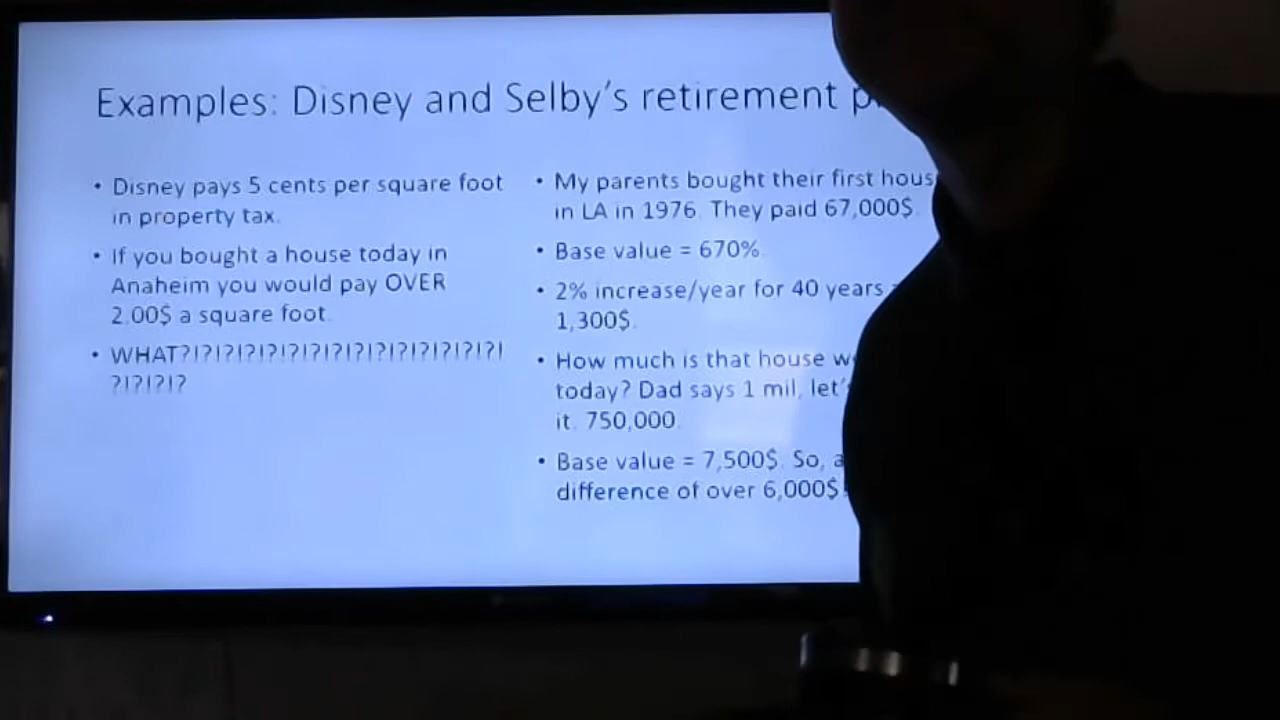 Examples: Disney and Selby's retirement
• Disney pays 5 cents per square foot
in property tax.
• If you bought a house today in
Anaheim you would pay OVER
2.00$ a square foot.
• WHAT?!?!?!?!?!?!?!?!?!?!?!?!?!?!?!
?!?!?!?
• My parents bought their first
in LA in 1976. They paid 67,000$.
• Base value = 670%.
• 2% increase/year for 40 years
1,300$.
• How much is that house
today? Dad says 1 mil,
it. 750,000.
• Base value = 7,500$. So,
difference of over 6,000$